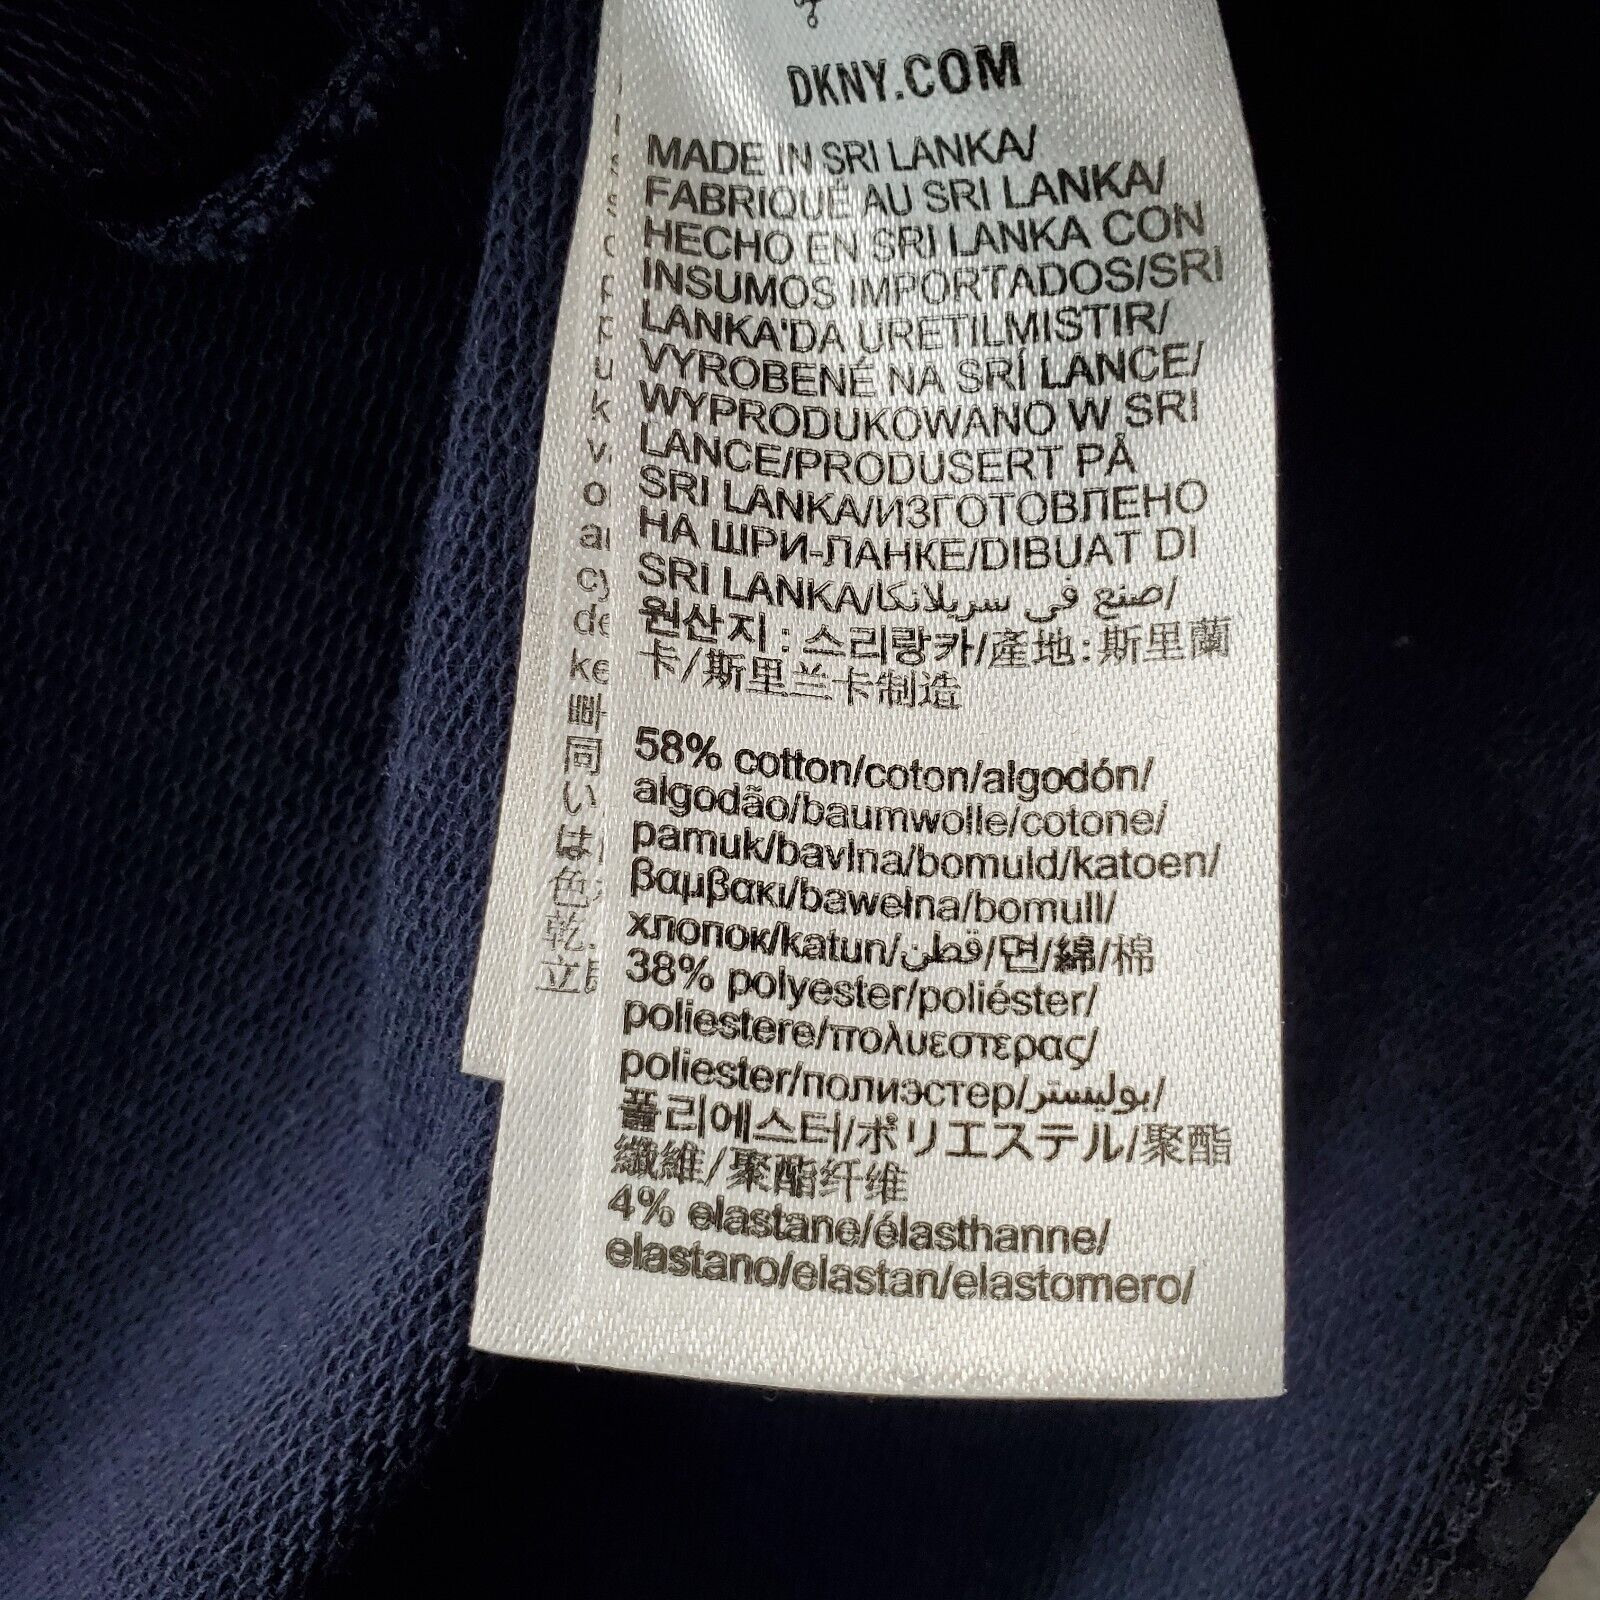 DKNY.COM
MADE IN SRI LANKA/
FABRIQUÉ AU SRI LANKA/
HECHO EN SRI LANKA CON
INSUMOS IMPORTADOS/SRI
LANKA'DA URETILMISTIR/
VYROBENÉ NA SRÍ LANCE/
WYPRODUKOWANO W SRI
LANCE/PRODUSERT PÅ
SRI LANKA/ИЗГОТОВЛЕНО
НА ШРИ-ЛАНКЕ/DIBUAT DI
SRI LANKA/صنع في سريلانكا/
원산지 : 스리랑카/產地:斯里蘭
卡/斯里兰卡制造
58% cotton/coton/algodón/
algodão/baumwolle/cotone/
pamuk/bavlna/bomuld/katoen/
βαμβακι/bawełna/bomull/
хлопок/katun/قطن/면/綿/棉
38% polyester/poliéster/
poliestere/πολυεστερας/
poliester/полиэстер/بوليستر/
폴리에스터/ポリエステル/聚酯
纖維/聚酯纤维
4% elastane/élasthanne/
elastano/elastan/elastomero/